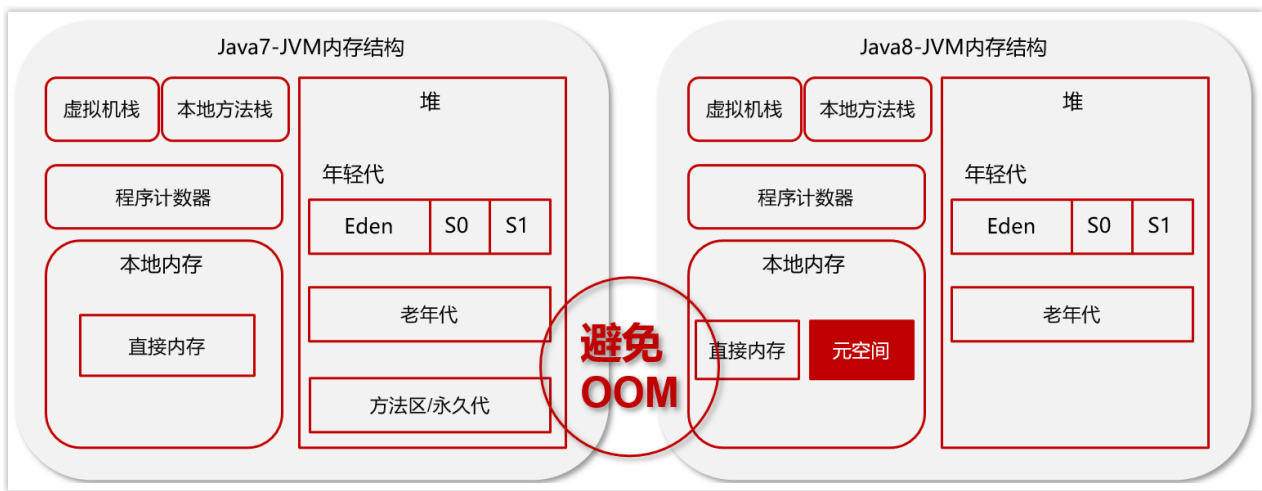 Java7-JVM内存结构
虚拟机栈
本地方法栈
堆
程序计数器
年轻代
Eden
S0
S1
本地内存
直接内存
老年代
方法区/永久代
避免
OOM
Java8-JVM内存结构
虚拟机栈
本地方法栈
堆
程序计数器
年轻代
Eden
S0
S1
本地内存
直接内存
元空间
老年代